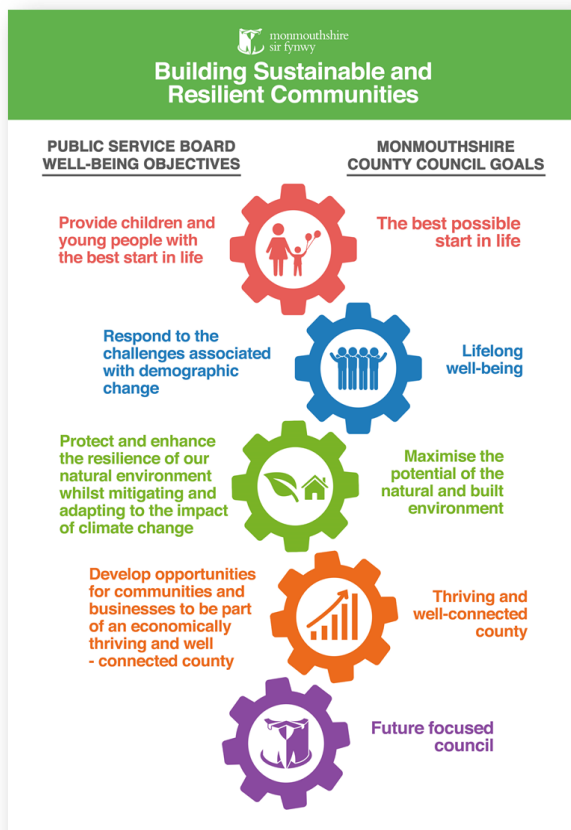 monmouthshire
sir fynwy
Building Sustainable and
Resilient Communities
PUBLIC SERVICE BOARD
WELL-BEING OBJECTIVES
MONMOUTHSHIRE
COUNTY COUNCIL GOALS
Provide children and
young people with
the best start in life
The best possible
start in life
Respond to the
challenges associated
with demographic
change
Lifelong
well-being
Protect and enhance
the resilience of our
natural environment
whilst mitigating and
adapting to the impact
of climate change
Maximise the
potential of the
natural and built
environment
Develop opportunities
for communities and
businesses to be part
of an economically
thriving and well
- connected county
Thriving and
well-connected
county
Future focused
council